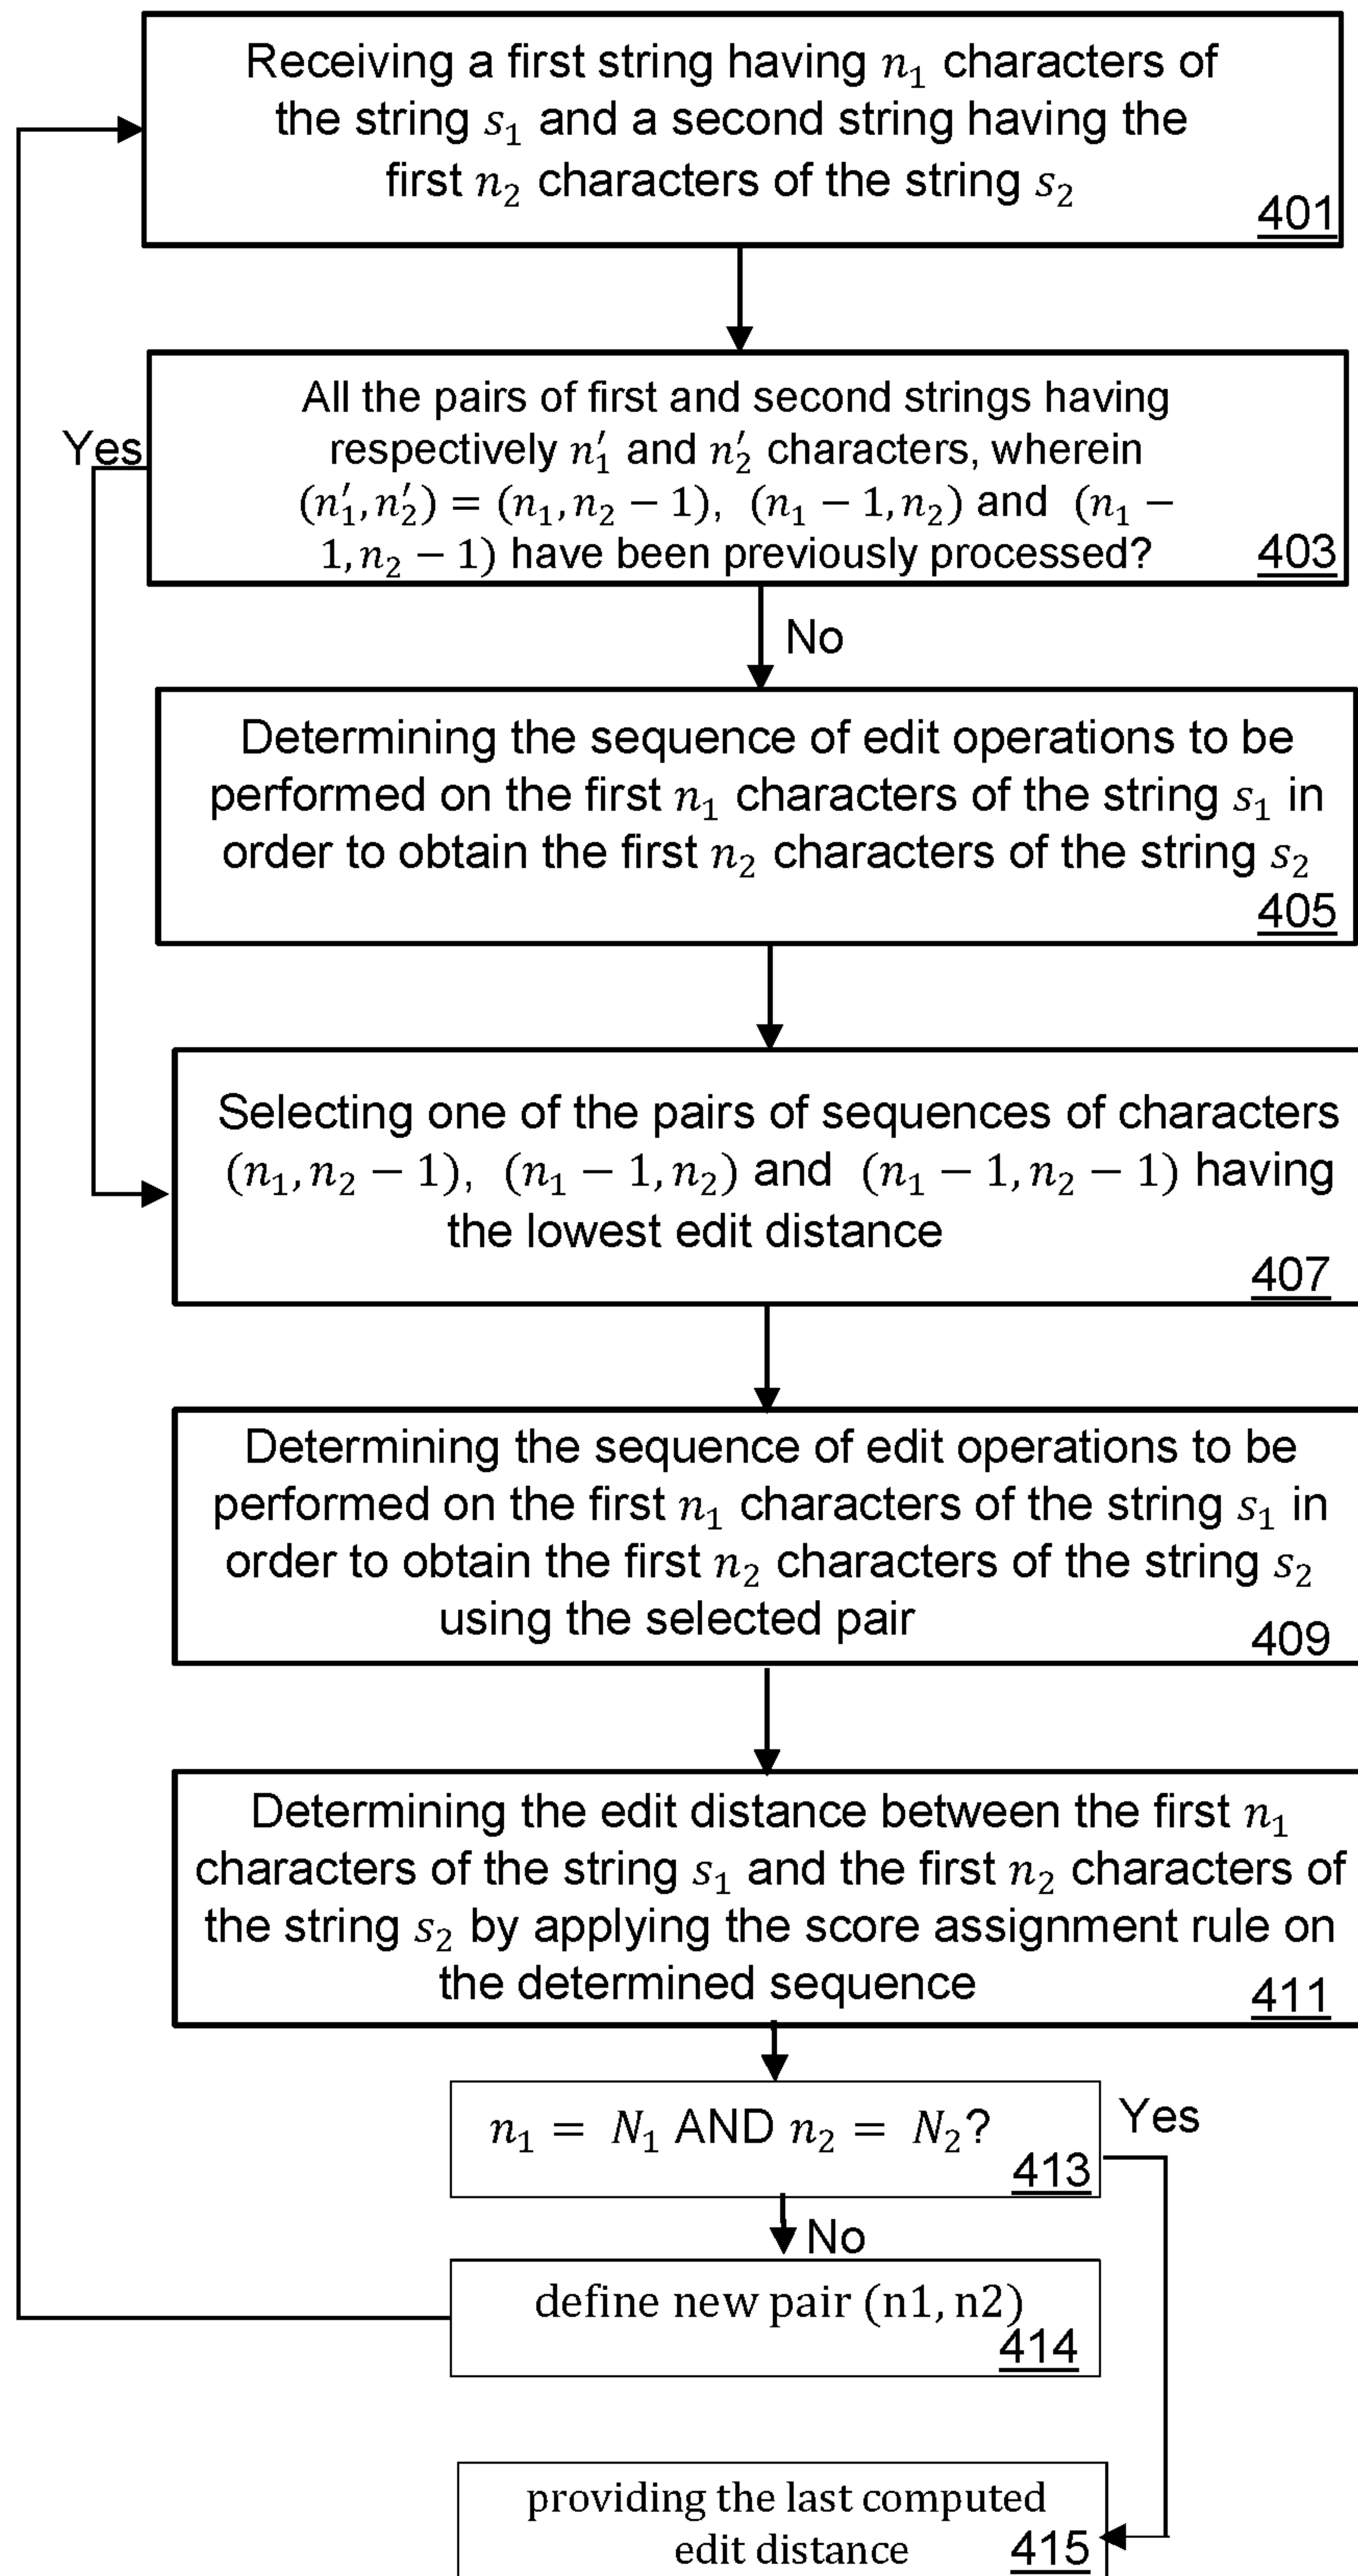 Receiving a first string having n₁ characters of
the string s₁ and a second string having the
first n₂ characters of the string s₂
401
All the pairs of first and second strings having
respectively n′₁ and n′₂ characters, wherein
(n′₁, n′₂) = (n₁, n₂ − 1), (n₁ − 1, n₂) and (n₁ −
1, n₂ − 1) have been previously processed?
403
Yes
No
Determining the sequence of edit operations to be
performed on the first n₁ characters of the string s₁ in
order to obtain the first n₂ characters of the string s₂
405
Selecting one of the pairs of sequences of characters
(n₁, n₂ − 1), (n₁ − 1, n₂) and (n₁ − 1, n₂ − 1) having
the lowest edit distance
407
Determining the sequence of edit operations to be
performed on the first n₁ characters of the string s₁ in
order to obtain the first n₂ characters of the string s₂
using the selected pair
409
Determining the edit distance between the first n₁
characters of the string s₁ and the first n₂ characters of
the string s₂ by applying the score assignment rule on
the determined sequence
411
n₁ = N₁ AND n₂ = N₂?
413
Yes
No
define new pair (n1, n2)
414
providing the last computed
edit distance
415